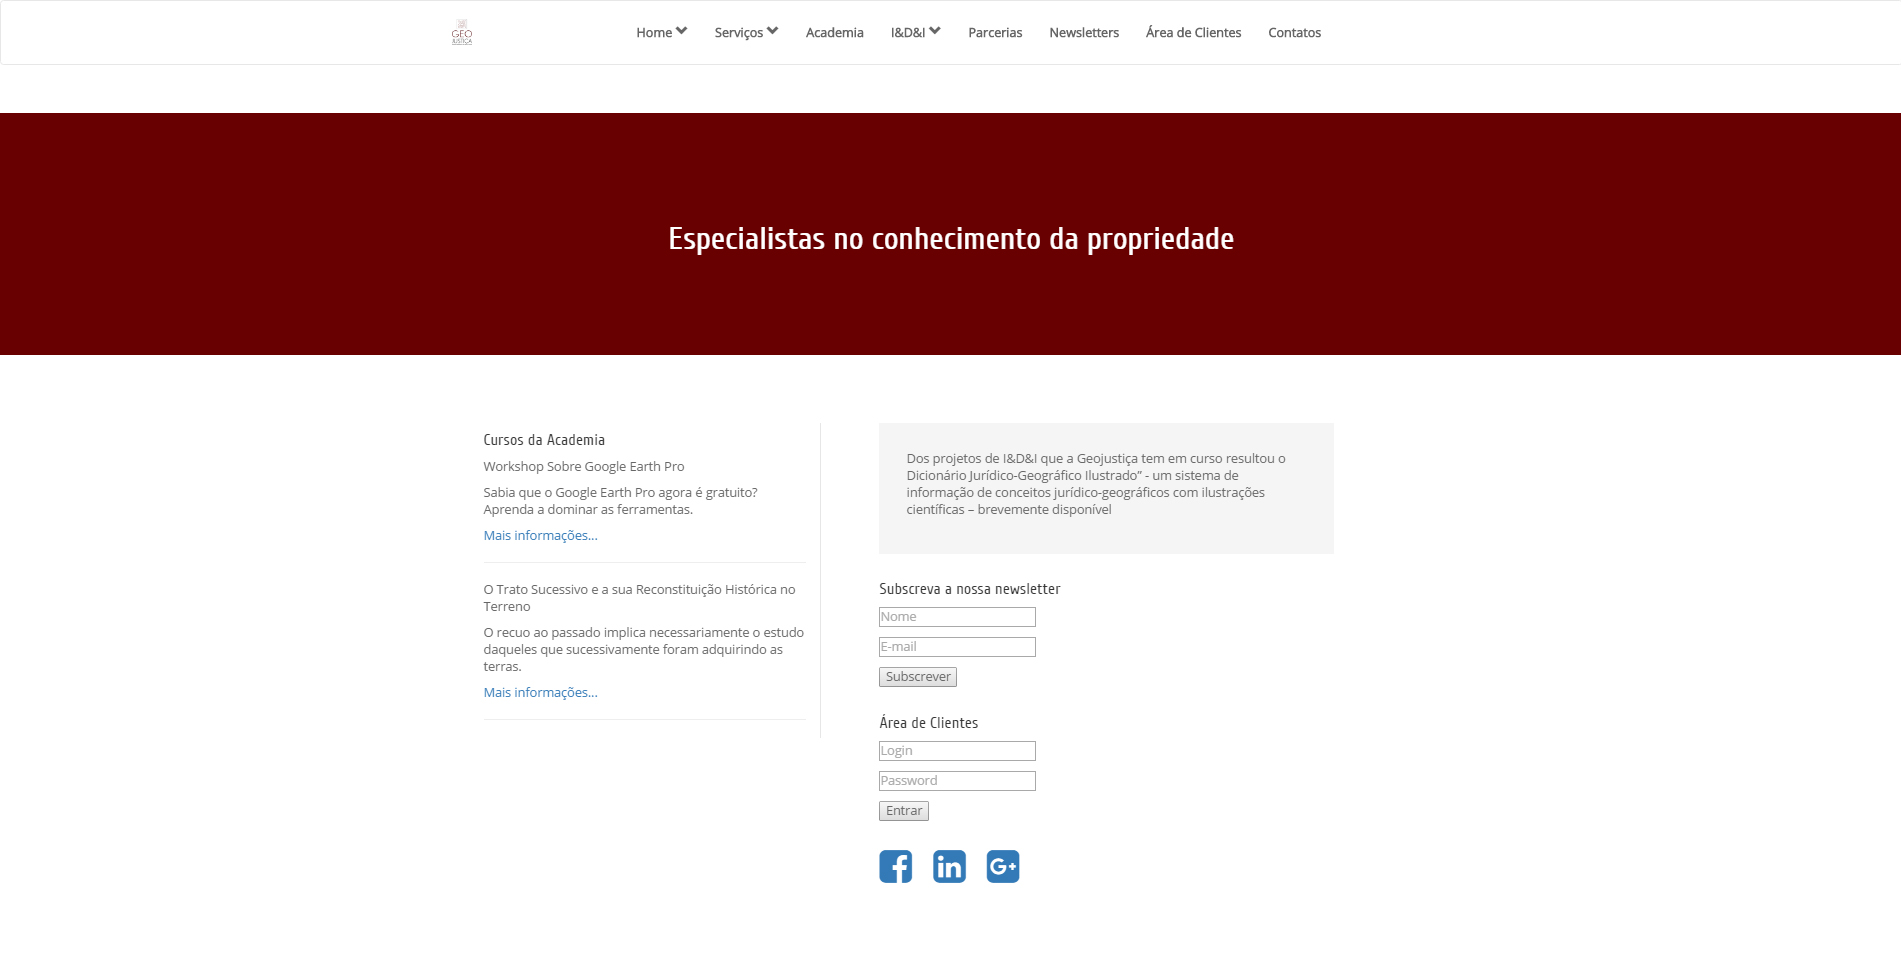 GEO
JUSTIÇA
Home
Serviços
Academia
I&D&I
Parcerias
Newsletters
Área de Clientes
Contatos
Especialistas no conhecimento da propriedade
Cursos da Academia
Workshop Sobre Google Earth Pro
Sabia que o Google Earth Pro agora é gratuito?
Aprenda a dominar as ferramentas.
Mais informações...
O Trato Sucessivo e a sua Reconstituição Histórica no
Terreno
O recuo ao passado implica necessariamente o estudo
daqueles que sucessivamente foram adquirindo as
terras.
Mais informações...
Dos projetos de I&D&I que a Geojustiça tem em curso resultou o
Dicionário Jurídico-Geográfico Ilustrado” - um sistema de
informação de conceitos jurídico-geográficos com ilustrações
científicas – brevemente disponível
Subscreva a nossa newsletter
Nome
E-mail
Subscrever
Área de Clientes
Login
Password
Entrar